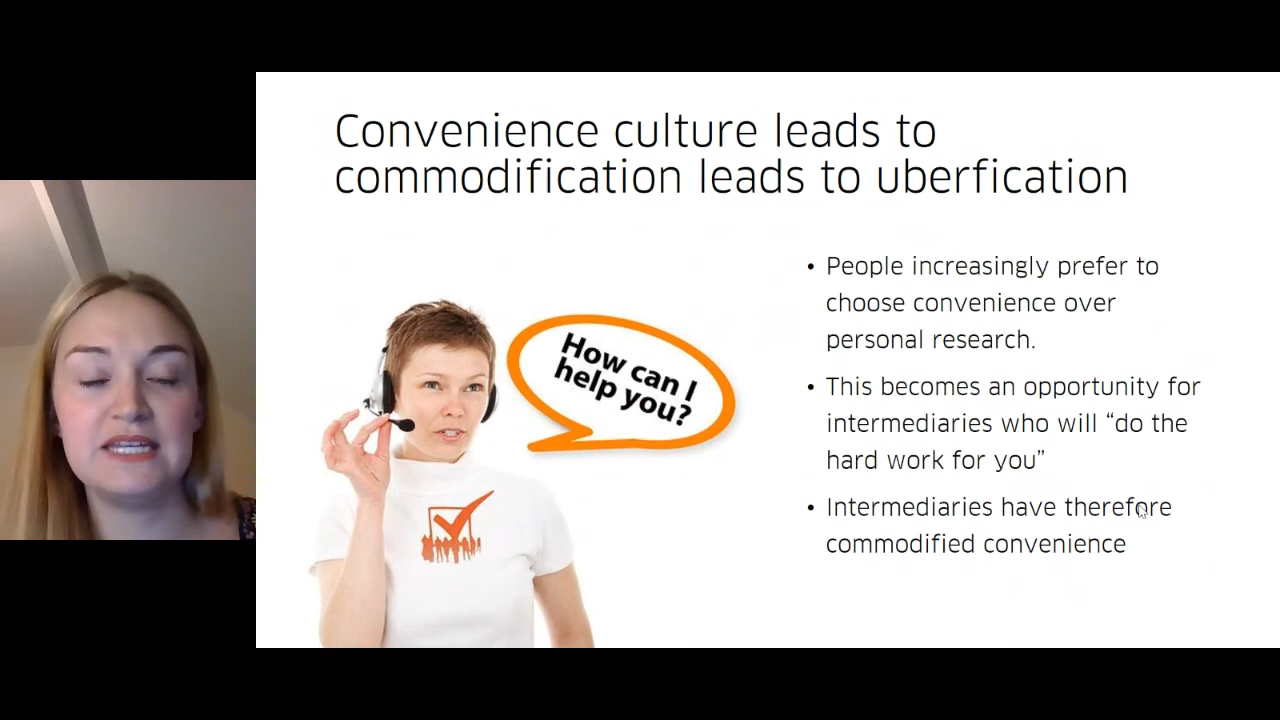 Convenience culture leads to
commodification leads to uberfication
How can I
help you?
• People increasingly prefer to
choose convenience over
personal research.
• This becomes an opportunity for
intermediaries who will “do the
hard work for you”
• Intermediaries have therefore
commodified convenience